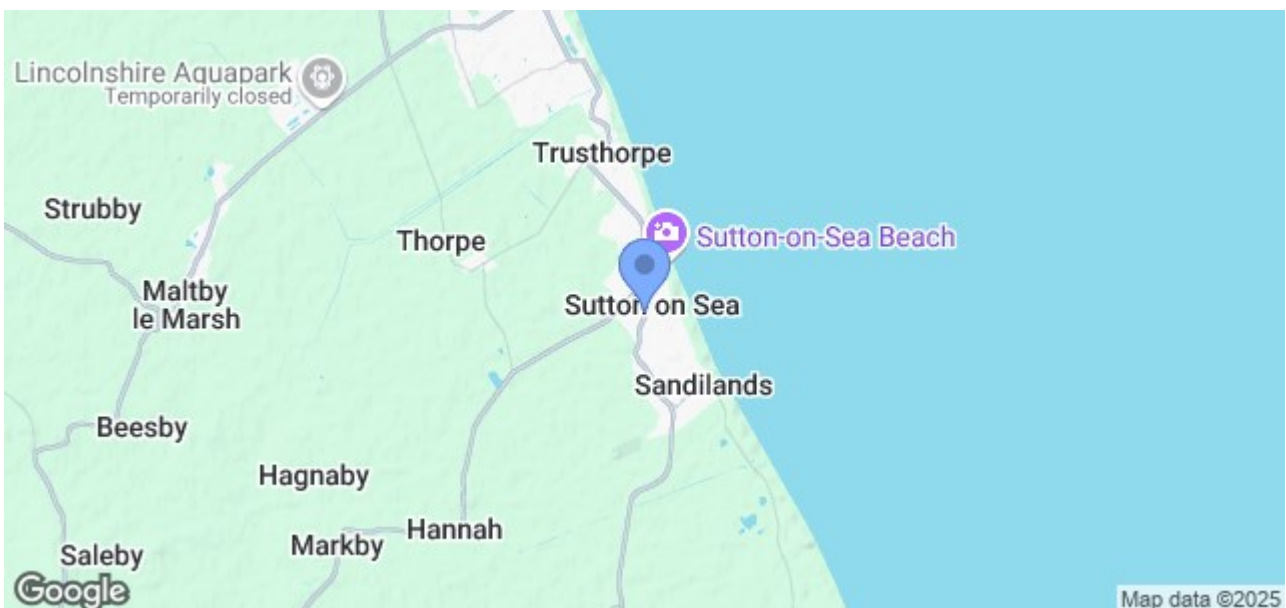 Lincolnshire Aquapark
Temporarily closed
Trusthorpe
Strubby
Thorpe
Sutton-on-Sea Beach
Maltby
le Marsh
Sutton on Sea
Sandilands
Beesby
Hagnaby
Hannah
Markby
Saleby
Google
Map data ©2025